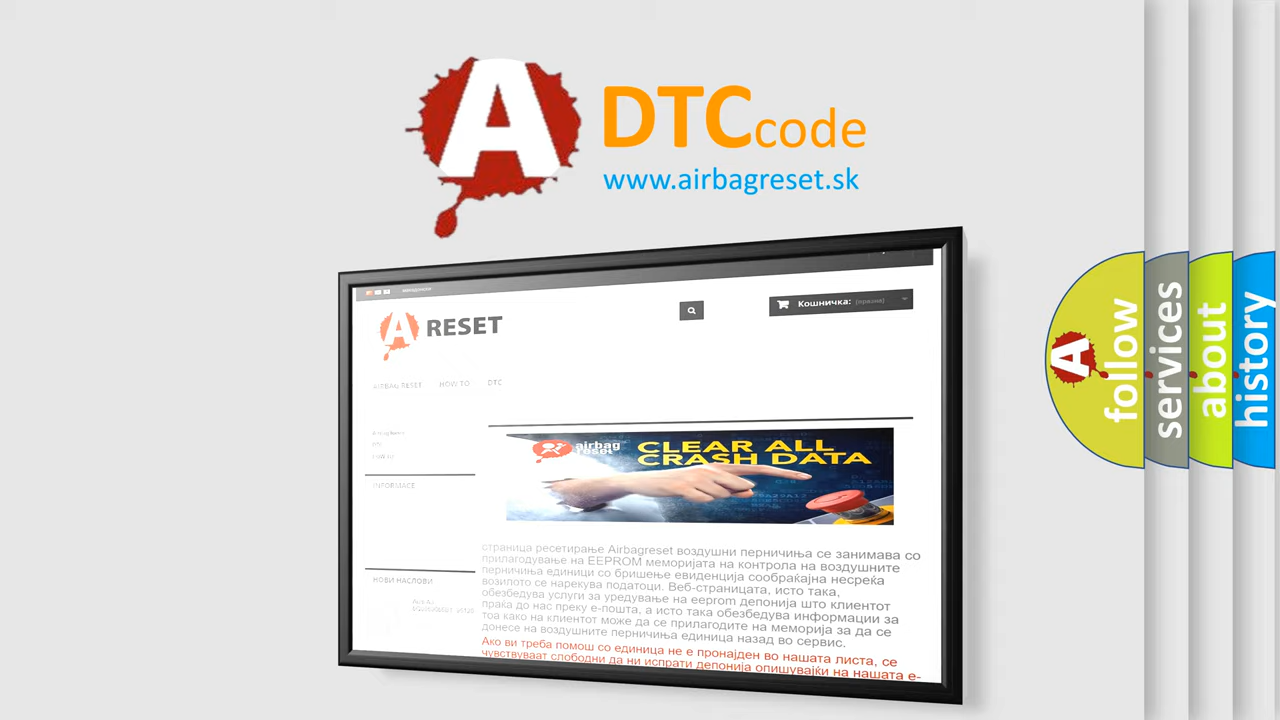 A DTCcode
www.airbagreset.sk
A RESET
Кошничка: (празни)
AIRBAG RESET HOW TO DTC
INFORMACE
НОВИ НАСЛОВИ
airbag
reset
CLEAR ALL
CRASH DATA
страница ресетирање Airbagreset воздушни перничиња се занимава со
прилагодување на EEPROM меморијата на контрола на воздушните
перничиња единици со бришење евиденција сообраќајна несреќа
возилото се нарекува податоци. Веб-страницата, исто така,
обезбедува услуги за уредување на eeprom депонија што клиентот
праќа до нас преку е-пошта, а исто така обезбедува информации за
тоа како на клиентот може да се прилагодите на меморија за да се
донесе на воздушните перничиња единица назад во сервис.
Ако ви треба помош со единица не е пронајден во нашата листа, се
чувствуваат слободни да ни испрати депонија опишувајќи на нашата е-
A
follow
services
about
history